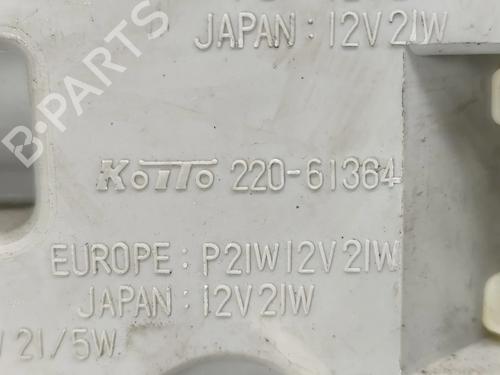 JAPAN: 12V21W
KOITO 220-61364
EUROPE: P21W12V21W
JAPAN: 12V21W
W 21/5W
B-PARTS